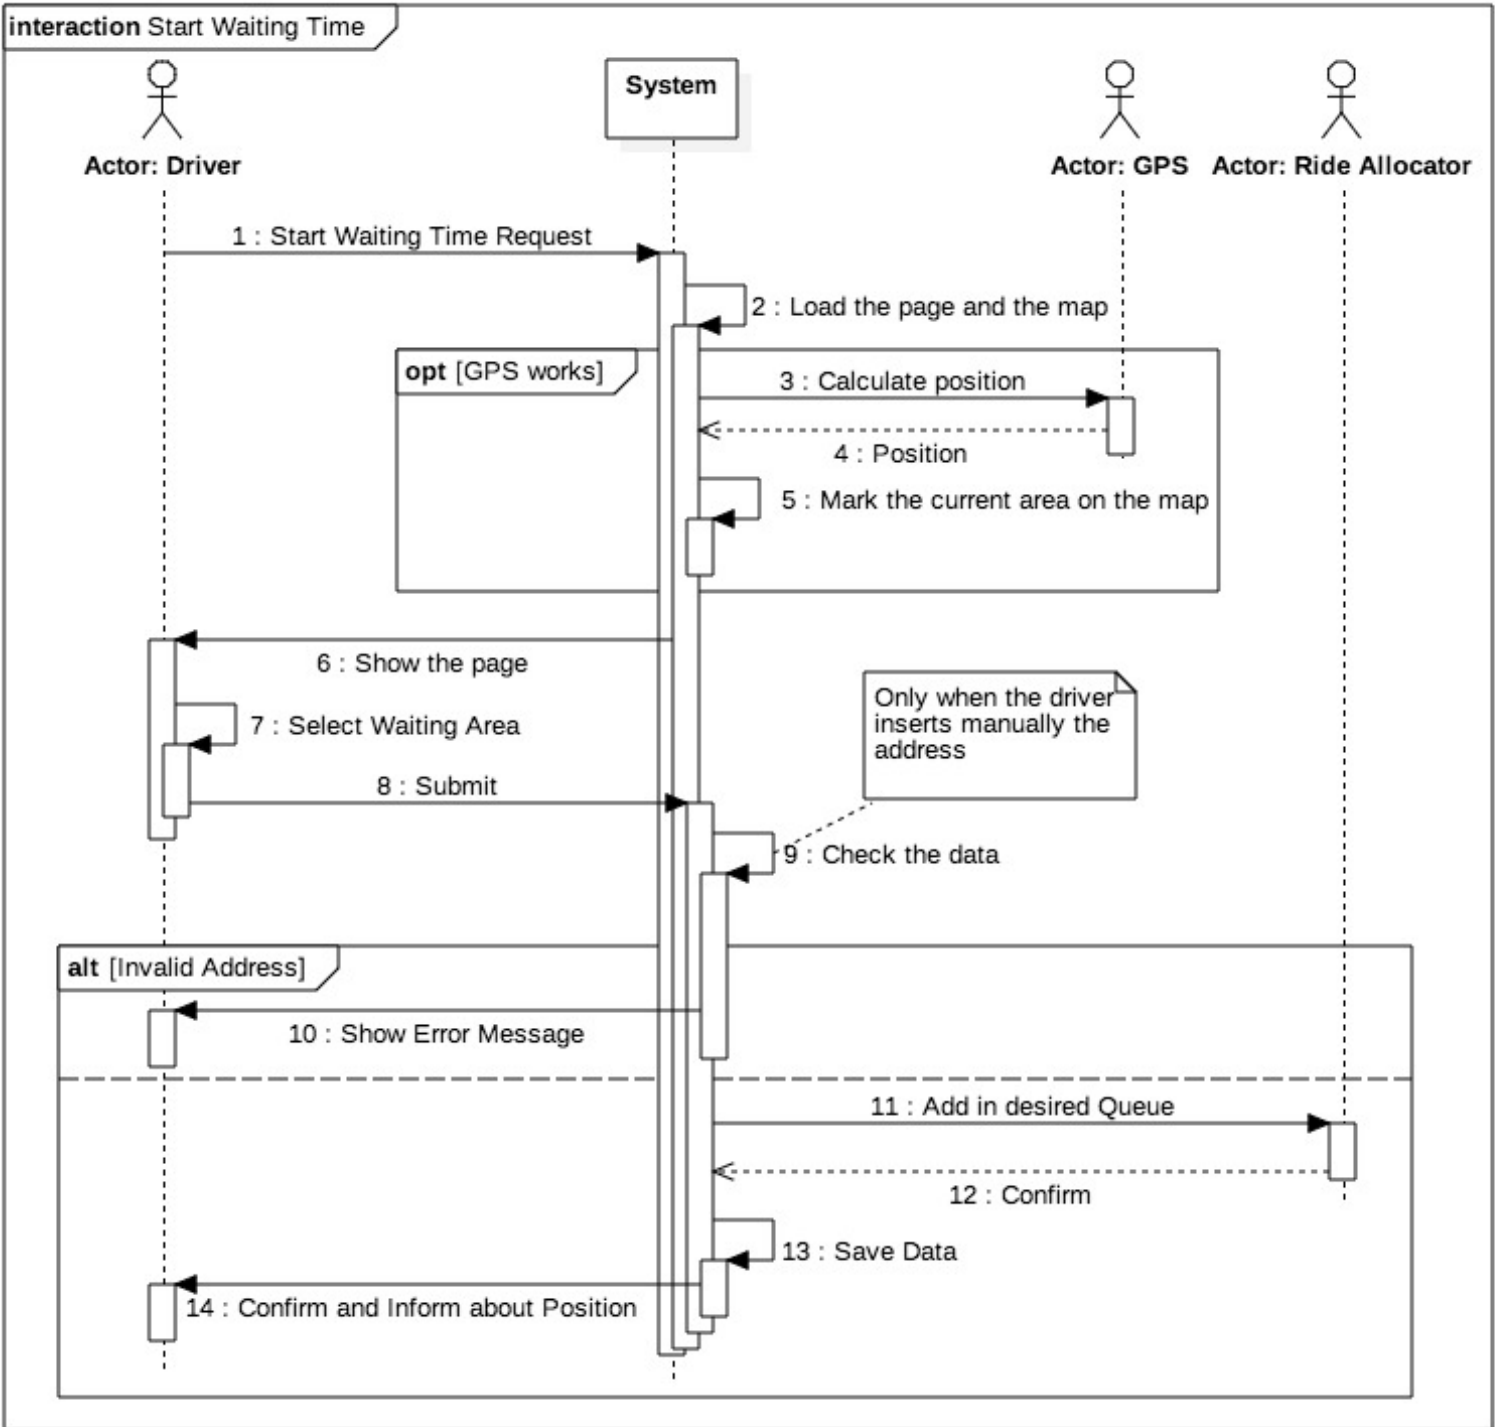 interaction Start Waiting Time
System
Actor: Driver
Actor: GPS
Actor: Ride Allocator
1 : Start Waiting Time Request
2 : Load the page and the map
opt [GPS works]
3 : Calculate position
4 : Position
5 : Mark the current area on the map
6 : Show the page
Only when the driver
inserts manually the
address
7 : Select Waiting Area
8 : Submit
9 : Check the data
alt [Invalid Address]
10 : Show Error Message
11 : Add in desired Queue
12 : Confirm
13 : Save Data
14 : Confirm and Inform about Position